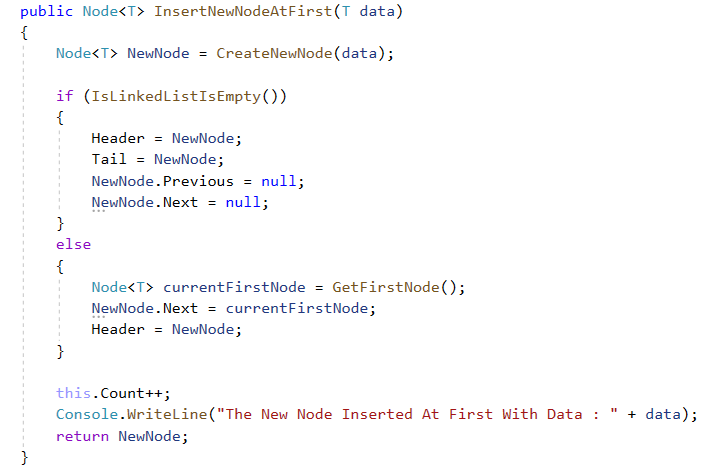 public Node<T> InsertNewNodeAtFirst(T data)
{
    Node<T> NewNode = CreateNewNode(data);

    if (IsLinkedListIsEmpty())
    {
        Header = NewNode;
        Tail = NewNode;
        NewNode.Previous = null;
        NewNode.Next = null;
    }
    else
    {
        Node<T> currentFirstNode = GetFirstNode();
        NewNode.Next = currentFirstNode;
        Header = NewNode;
    }

    this.Count++;
    Console.WriteLine("The New Node Inserted At First With Data : " + data);
    return NewNode;
}